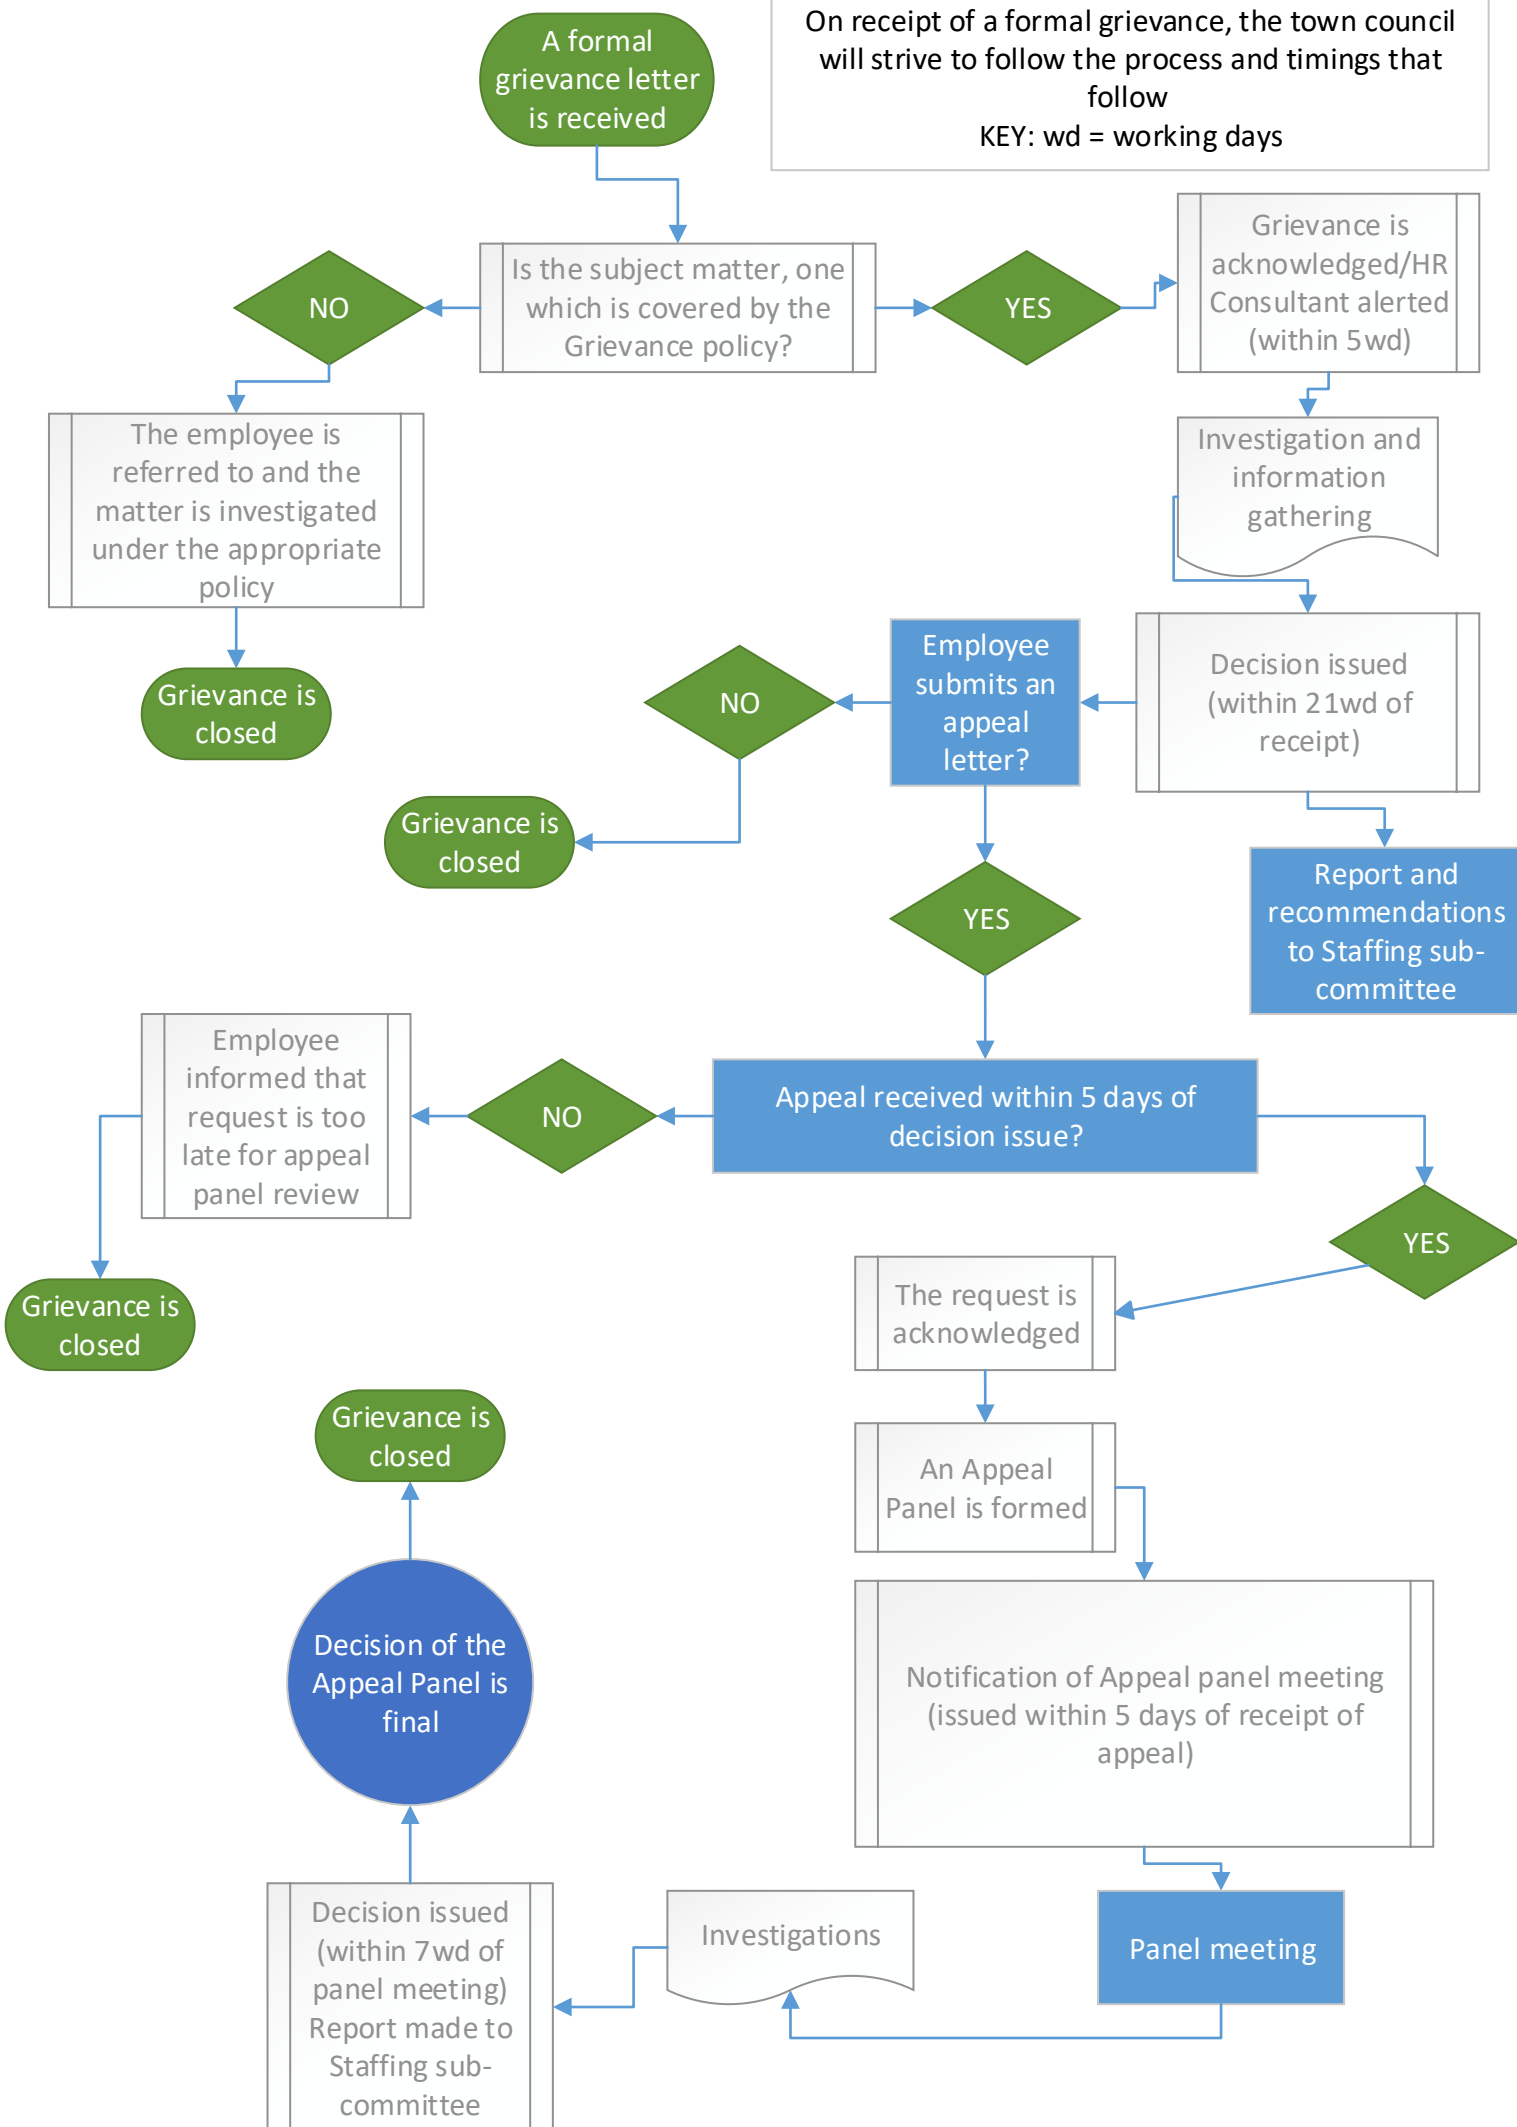 A formal
grievance letter
is received
On receipt of a formal grievance, the town council
will strive to follow the process and timings that
follow
KEY: wd = working days
NO
Is the subject matter, one
which is covered by the
Grievance policy?
YES
Grievance is
acknowledged/HR
Consultant alerted
(within 5wd)
The employee is
referred to and the
matter is investigated
under the appropriate
policy
Investigation and
information
gathering
Grievance is
closed
NO
Employee
submits an
appeal
letter?
Decision issued
(within 21wd of
receipt)
Grievance is
closed
YES
Report and
recommendations
to Staffing sub-
committee
Employee
informed that
request is too
late for appeal
panel review
NO
Appeal received within 5 days of
decision issue?
YES
Grievance is
closed
The request is
acknowledged
Grievance is
closed
An Appeal
Panel is formed
Decision of the
Appeal Panel is
final
Notification of Appeal panel meeting
(issued within 5 days of receipt of
appeal)
Decision issued
(within 7wd of
panel meeting)
Report made to
Staffing sub-
committee
Investigations
Panel meeting